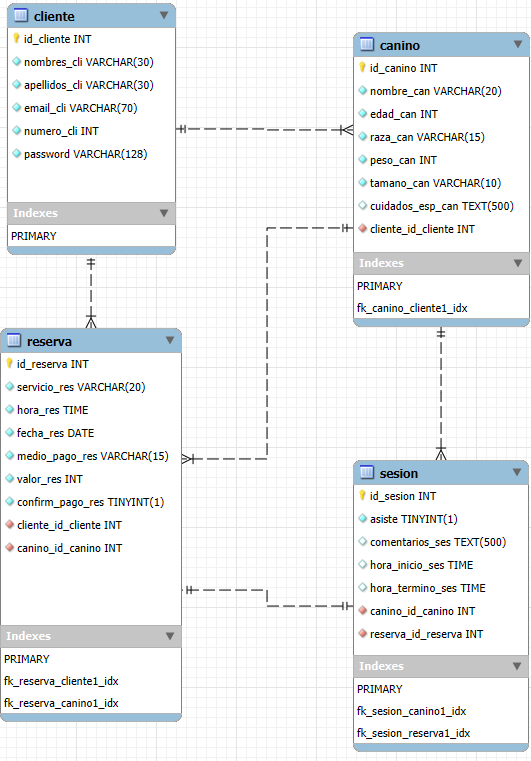 cliente
id_cliente INT
nombres_cli VARCHAR(30)
apellidos_cli VARCHAR(30)
email_cli VARCHAR(70)
numero_cli INT
password VARCHAR(128)
Indexes
PRIMARY
canino
id_canino INT
nombre_can VARCHAR(20)
edad_can INT
raza_can VARCHAR(15)
peso_can INT
tamano_can VARCHAR(10)
cuidados_esp_can TEXT(500)
cliente_id_cliente INT
Indexes
PRIMARY
fk_canino_cliente1_idx
reserva
id_reserva INT
servicio_res VARCHAR(20)
hora_res TIME
fecha_res DATE
medio_pago_res VARCHAR(15)
valor_res INT
confirm_pago_res TINYINT(1)
cliente_id_cliente INT
canino_id_canino INT
Indexes
PRIMARY
fk_reserva_cliente1_idx
fk_reserva_canino1_idx
sesion
id_sesion INT
asiste TINYINT(1)
comentarios_ses TEXT(500)
hora_inicio_ses TIME
hora_termino_ses TIME
canino_id_canino INT
reserva_id_reserva INT
Indexes
PRIMARY
fk_sesion_canino1_idx
fk_sesion_reserva1_idx